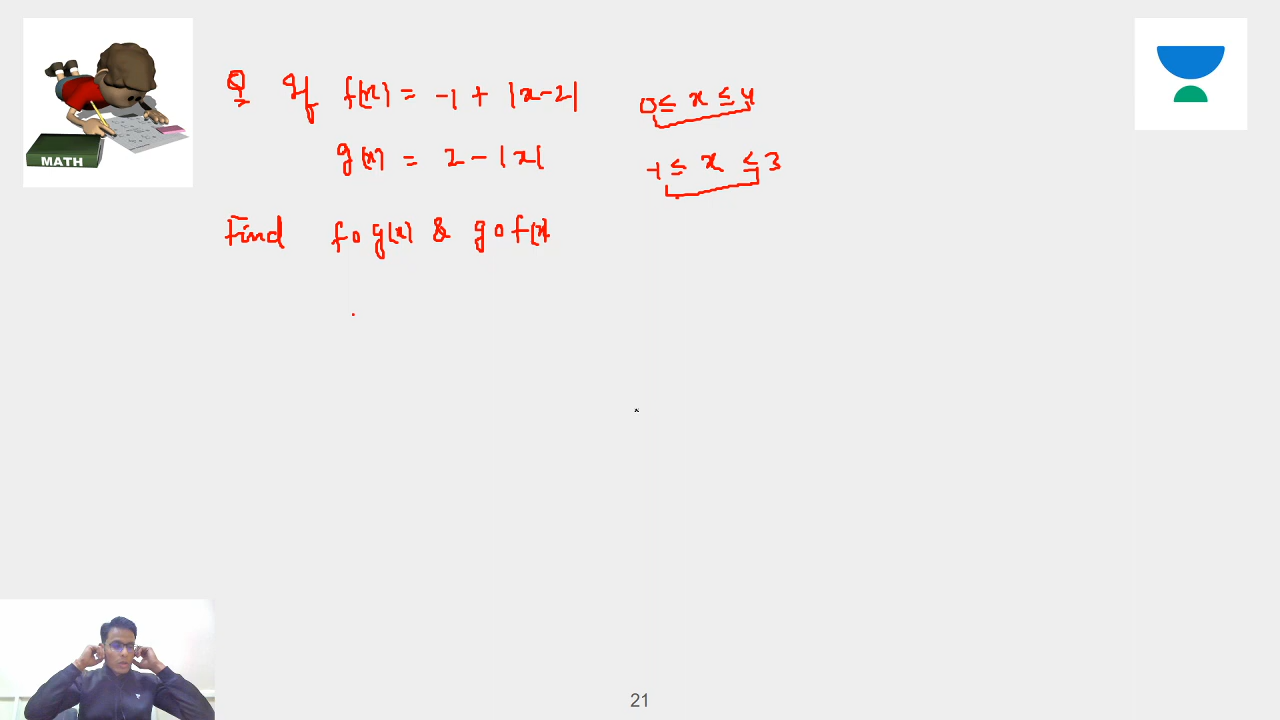 MATH
Q If f(x) = -1 + |x-2| 0 ≤ x ≤ 4
g(x) = 2 - |x| -1 ≤ x ≤ 3
Find fog(x) & gof(x)
21